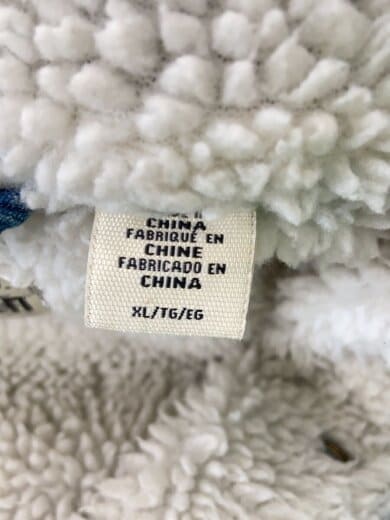 CHINA
FABRIQUÉ EN
CHINE
FABRICADO EN
CHINA
XL/TG/EG